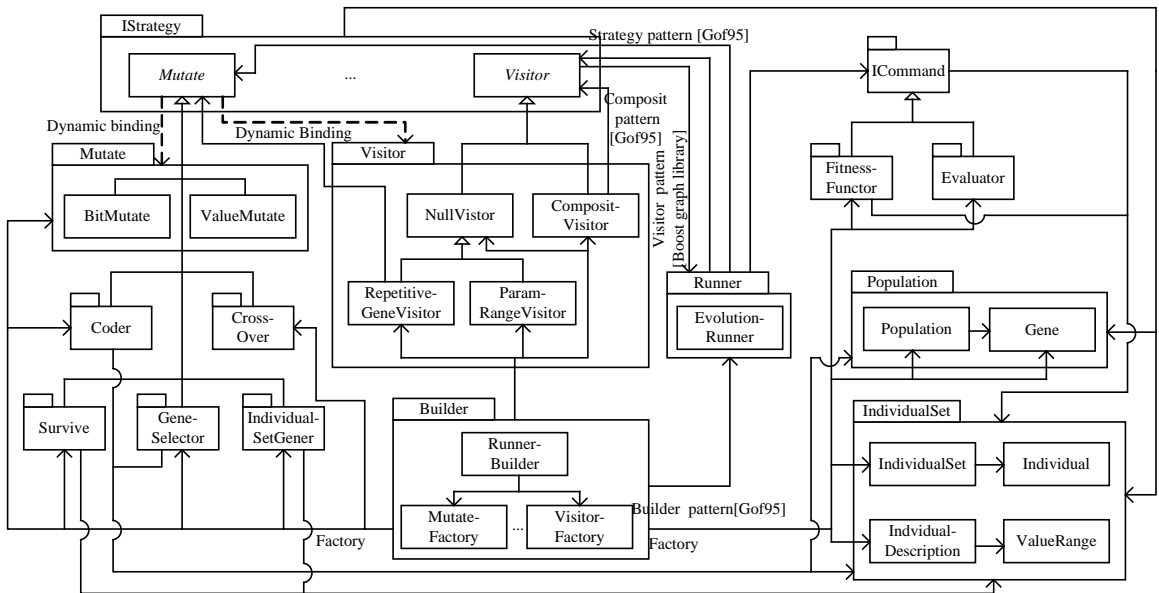 IStrategy
Strategy pattern [Gof95]
Mutate
...
Visitor
ICommand
Composit
pattern
[Gof95]
Dynamic binding
Dynamic Binding
Mutate
Visitor
Fitness-
Functor
Evaluator
BitMutate
ValueMutate
NullVistor
Composit-
Visitor
Visitor pattern
[Boost graph library]
Runner
Population
Repetitive-
GeneVisitor
Param-
RangeVisitor
Evolution-
Runner
Population
Gene
Coder
Cross-
Over
Builder
IndividualSet
Survive
Gene-
Selector
Individual-
SetGener
Runner-
Builder
IndividualSet
Individual
Mutate-
Factory
...
Visitor-
Factory
Builder pattern[Gof95]
Factory
Factory
Indvidual-
Description
ValueRange